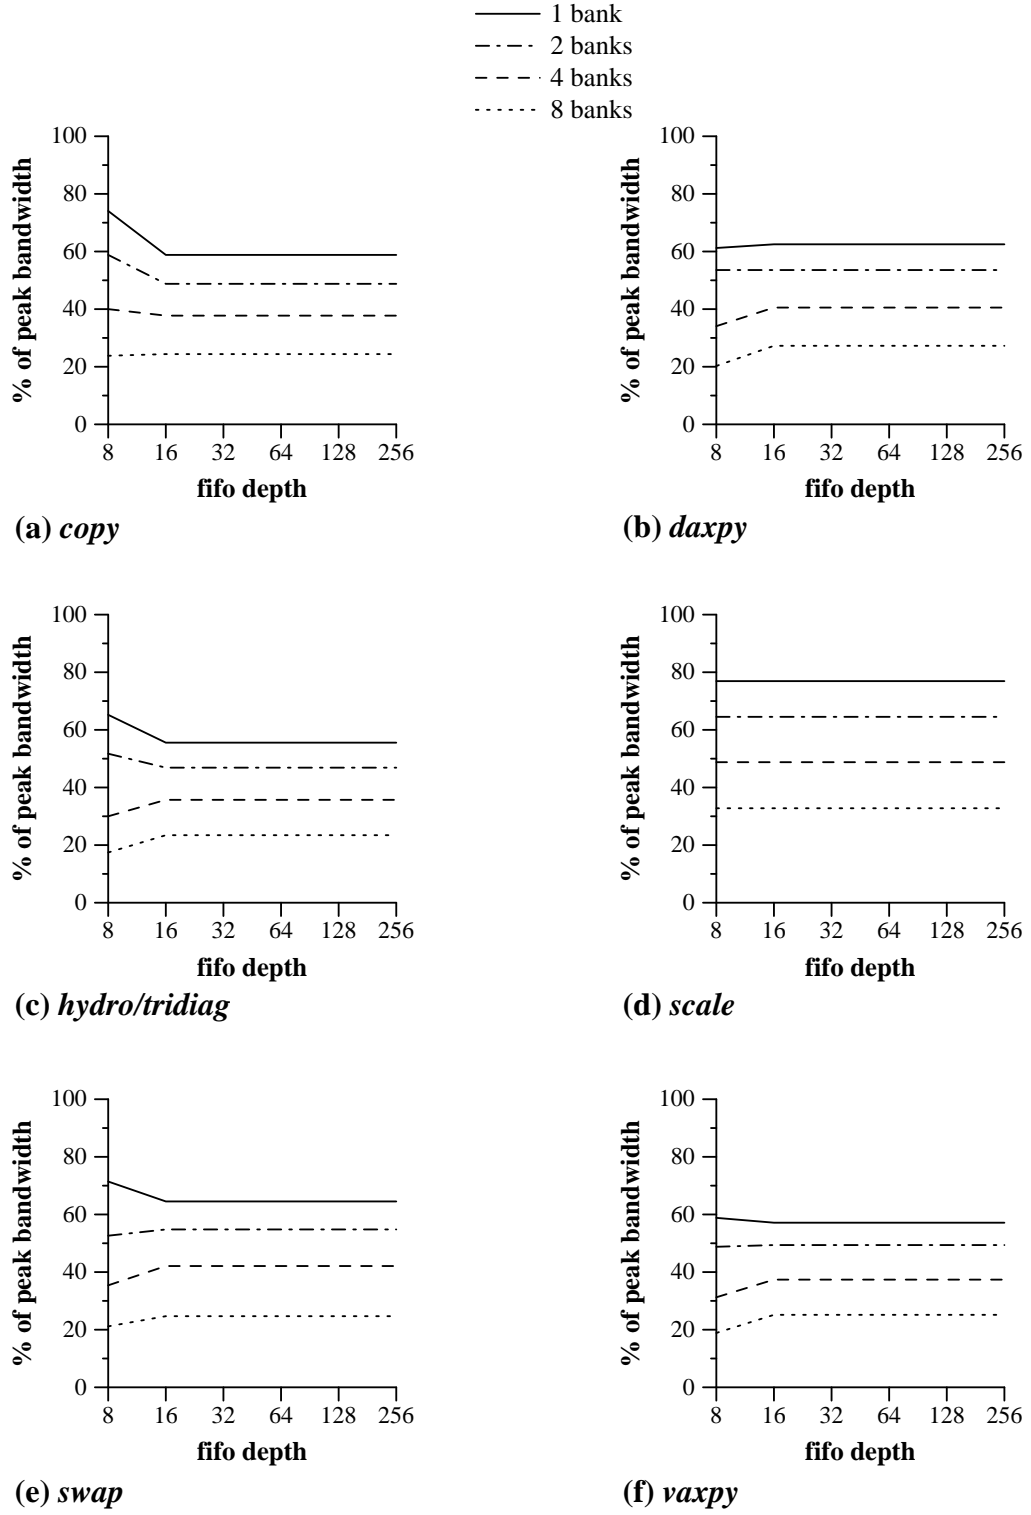 1 bank
2 banks
4 banks
8 banks
100
80
60
40
20
0
% of peak bandwidth
8 16 32 64 128 256
fifo depth
(a) copy
100
80
60
40
20
0
% of peak bandwidth
8 16 32 64 128 256
fifo depth
(b) daxpy
100
80
60
40
20
0
% of peak bandwidth
8 16 32 64 128 256
fifo depth
(c) hydro/tridiag
100
80
60
40
20
0
% of peak bandwidth
8 16 32 64 128 256
fifo depth
(d) scale
100
80
60
40
20
0
% of peak bandwidth
8 16 32 64 128 256
fifo depth
(e) swap
100
80
60
40
20
0
% of peak bandwidth
8 16 32 64 128 256
fifo depth
(f) vaxpy